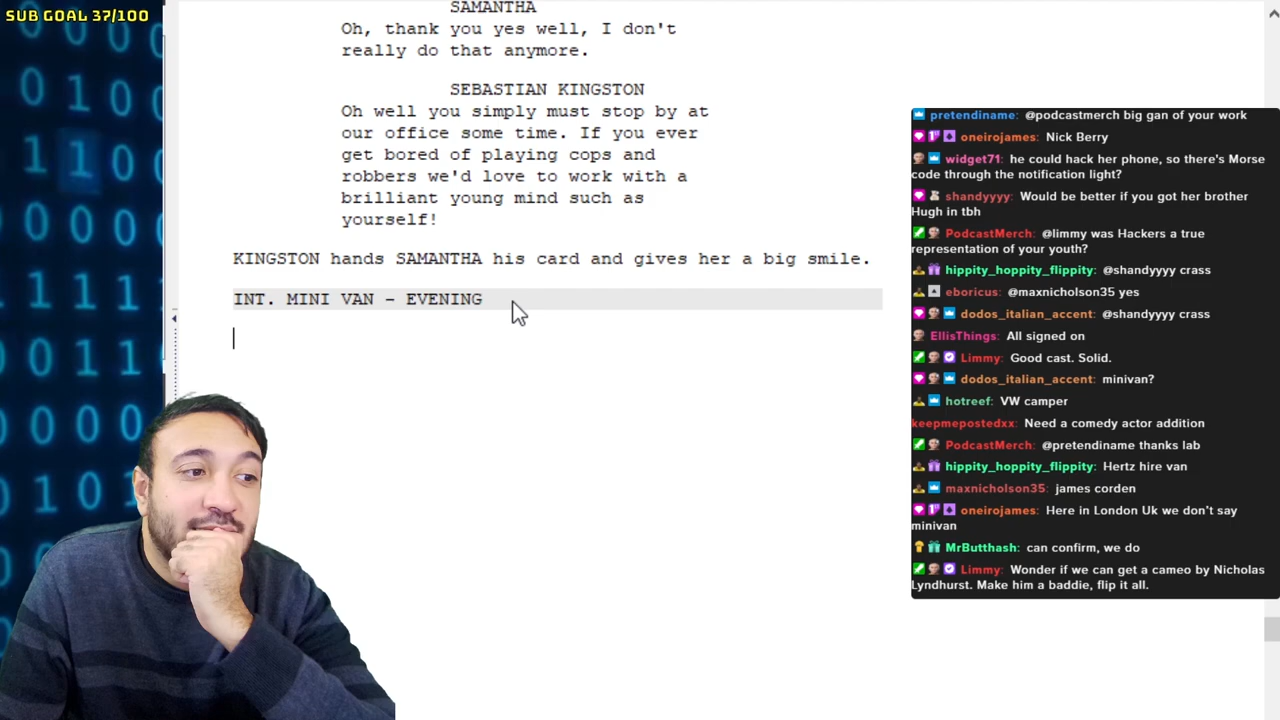 SUB GOAL 37/100
SAMANTHA
Oh, thank you yes well, I don't
really do that anymore.
SEBASTIAN KINGSTON
Oh well you simply must stop by at
our office some time. If you ever
get bored of playing cops and
robbers we'd love to work with a
brilliant young mind such as
yourself!
KINGSTON hands SAMANTHA his card and gives her a big smile.
INT. MINI VAN - EVENING
pretendiname: @podcastmerch big gan of your work
oneirojames: Nick Berry
widget71: he could hack her phone, so there's Morse
code through the notification light?
shandyyyy: Would be better if you got her brother
Hugh in tbh
PodcastMerch: @limmy was Hackers a true
representation of your youth?
hippity_hoppity_flippity: @shandyyyy crass
eboricus: @maxnicholson35 yes
dodos_italian_accent: @shandyyyy crass
EllisThings: All signed on
Limmy: Good cast. Solid.
dodos_italian_accent: minivan?
hotreef: VW camper
keepmepostedxx: Need a comedy actor addition
PodcastMerch: @pretendiname thanks lab
hippity_hoppity_flippity: Hertz hire van
maxnicholson35: james corden
oneirojames: Here in London Uk we don't say
minivan
MrButthash: can confirm, we do
Limmy: Wonder if we can get a cameo by Nicholas
Lyndhurst. Make him a baddie, flip it all.